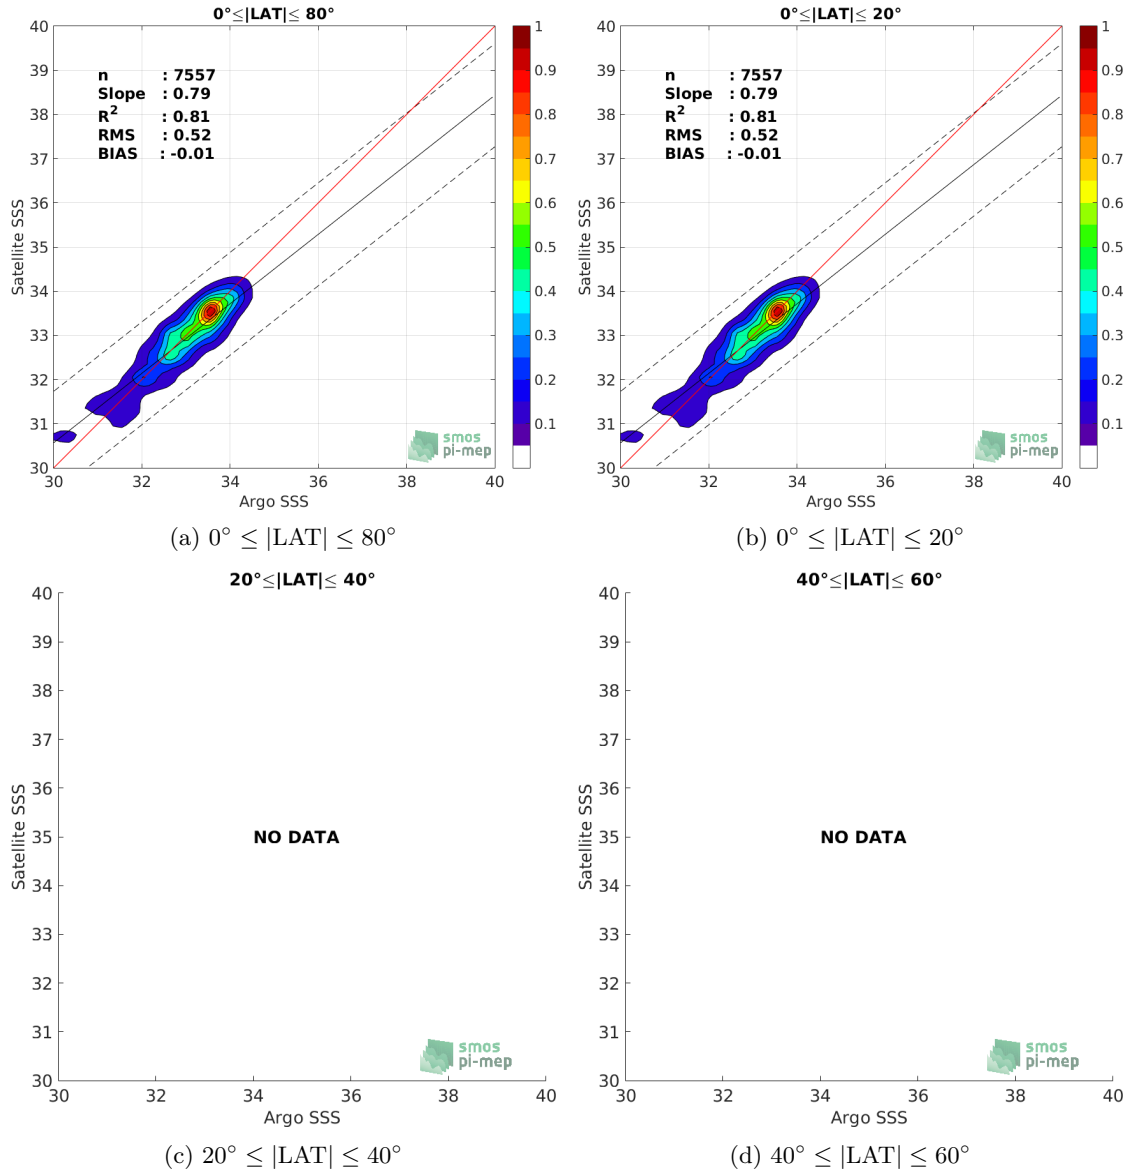 0°≤|LAT|≤ 80°
40
39
38
37
36
35
34
33
32
31
30
Satellite SSS
n : 7557
Slope : 0.79
R² : 0.81
RMS : 0.52
BIAS : -0.01
smos
pi-mep
30 32 34 36 38 40
Argo SSS
1
0.9
0.8
0.7
0.6
0.5
0.4
0.3
0.2
0.1
(a) 0° ≤ |LAT| ≤ 80°
0°≤|LAT|≤ 20°
40
39
38
37
36
35
34
33
32
31
30
Satellite SSS
n : 7557
Slope : 0.79
R² : 0.81
RMS : 0.52
BIAS : -0.01
smos
pi-mep
30 32 34 36 38 40
Argo SSS
1
0.9
0.8
0.7
0.6
0.5
0.4
0.3
0.2
0.1
(b) 0° ≤ |LAT| ≤ 20°
20°≤|LAT|≤ 40°
40
39
38
37
36
35
34
33
32
31
30
Satellite SSS
NO DATA
smos
pi-mep
30 32 34 36 38 40
Argo SSS
(c) 20° ≤ |LAT| ≤ 40°
40°≤|LAT|≤ 60°
40
39
38
37
36
35
34
33
32
31
30
Satellite SSS
NO DATA
smos
pi-mep
30 32 34 36 38 40
Argo SSS
(d) 40° ≤ |LAT| ≤ 60°